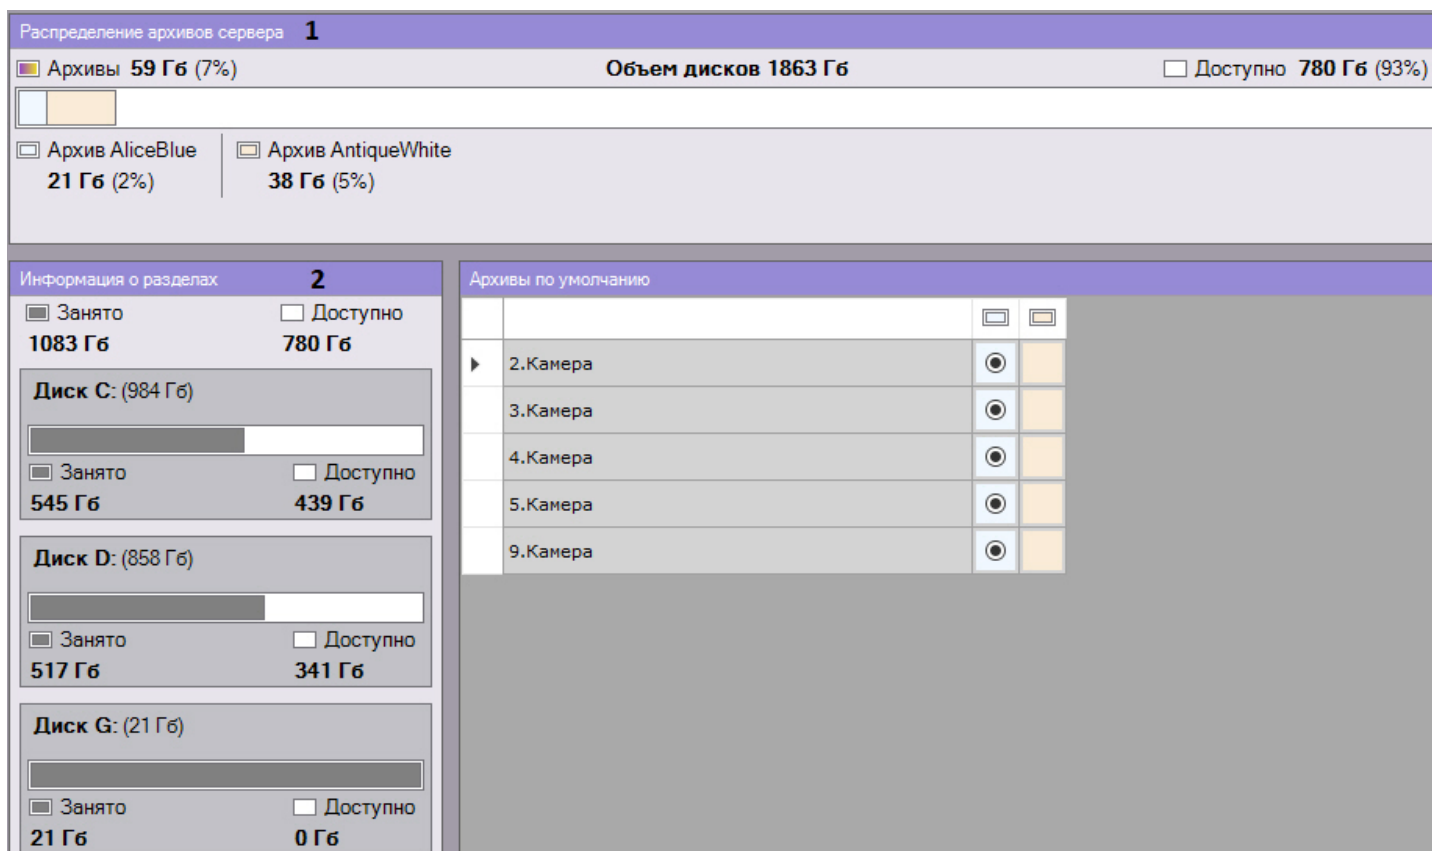 Распределение архивов сервера 1
Архивы 59 Гб (7%) Объем дисков 1863 Гб Доступно 780 Гб (93%)
Архив AliceBlue Архив AntiqueWhite
21 Гб (2%) 38 Гб (5%)
Информация о разделах 2
Занято Доступно
1083 Гб 780 Гб
Диск C: (984 Гб)
Занято Доступно
545 Гб 439 Гб
Диск D: (858 Гб)
Занято Доступно
517 Гб 341 Гб
Диск G: (21 Гб)
Занято Доступно
21 Гб 0 Гб
Архивы по умолчанию
2.Камера
3.Камера
4.Камера
5.Камера
9.Камера